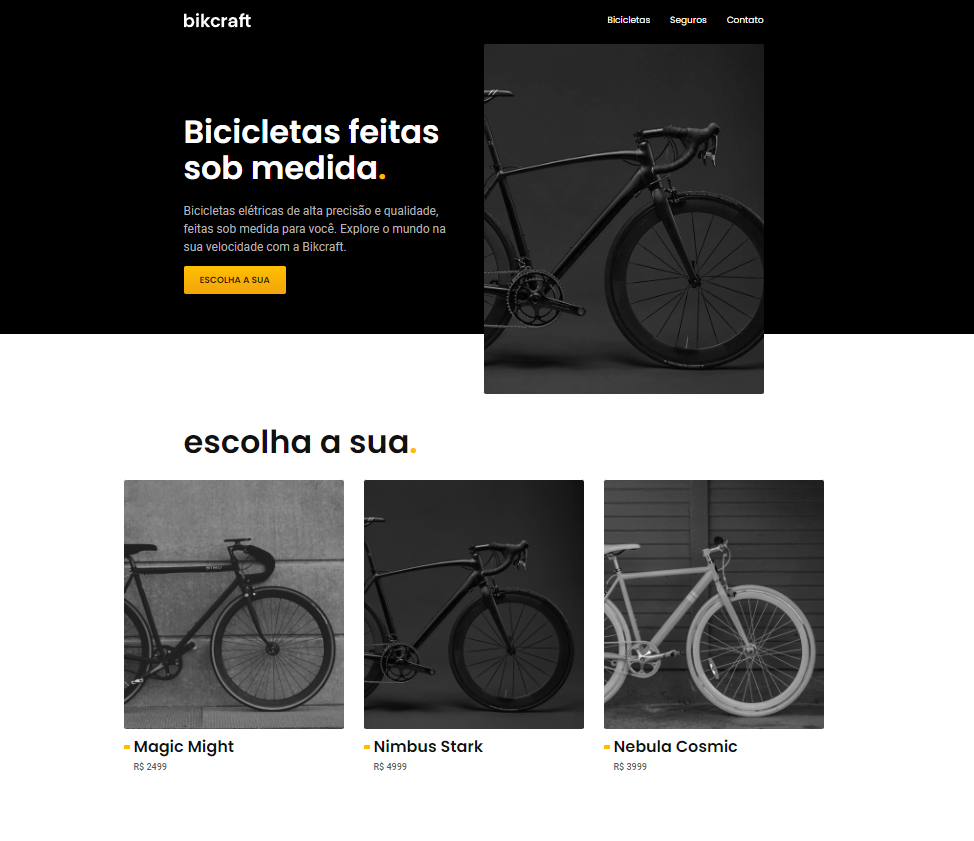 bikcraft
Bicicletas
Seguros
Contato
Bicicletas feitas
sob medida.
Bicicletas elétricas de alta precisão e qualidade,
feitas sob medida para você. Explore o mundo na
sua velocidade com a Bikcraft.
ESCOLHA A SUA
escolha a sua.
Magic Might
R$ 2499
Nimbus Stark
R$ 4999
Nebula Cosmic
R$ 3999